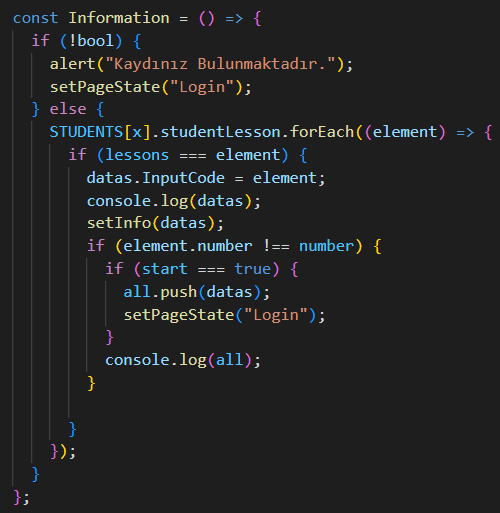 const Information = () => {
  if (!bool) {
    alert("Kaydınız Bulunmaktadır.");
    setPageState("Login");
  } else {
    STUDENTS[x].studentLesson.forEach((element) => {
      if (lessons === element) {
        datas.InputCode = element;
        console.log(datas);
        setInfo(datas);
        if (element.number !== number) {
          if (start === true) {
            all.push(datas);
            setPageState("Login");
          }
          console.log(all);
        }

      }
    });
  }
};